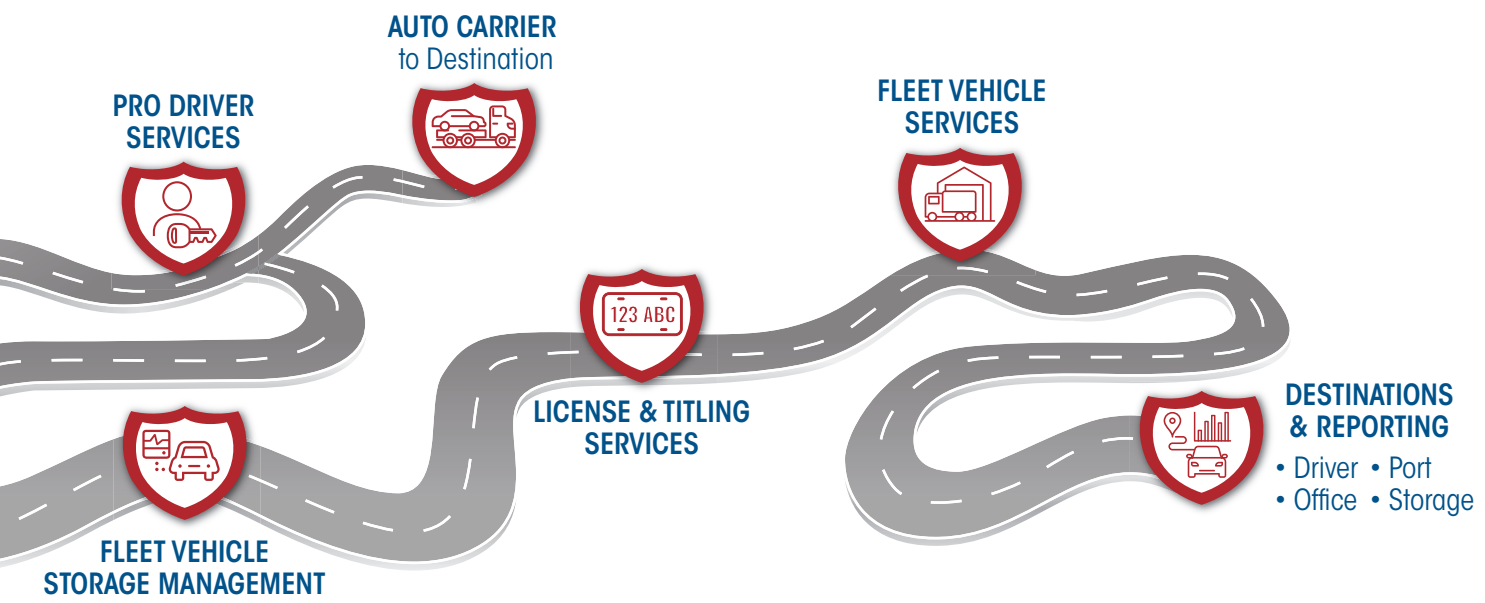 AUTO CARRIER
to Destination
PRO DRIVER
SERVICES
FLEET VEHICLE
SERVICES
123 ABC
LICENSE & TITLING
SERVICES
DESTINATIONS
& REPORTING
• Driver • Port
• Office • Storage
FLEET VEHICLE
STORAGE MANAGEMENT